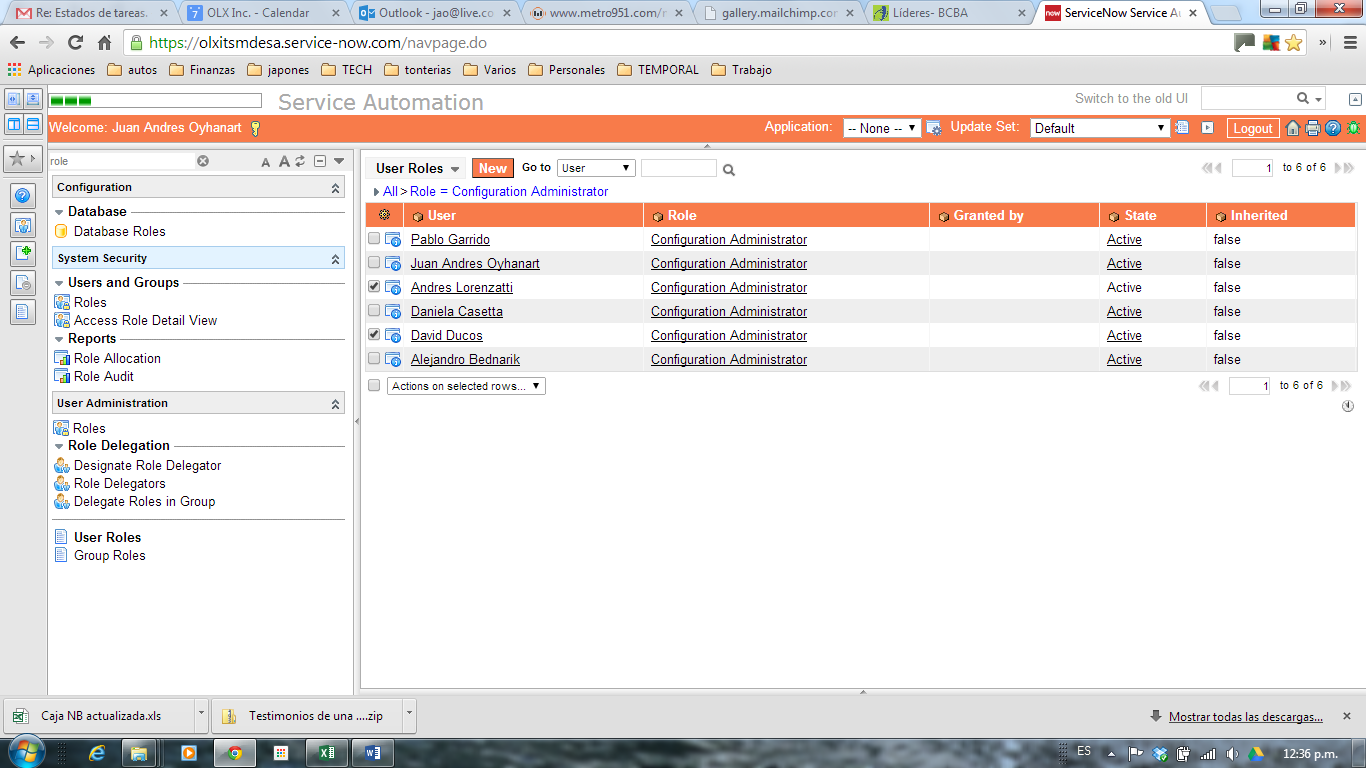 Re: Estados de tareas.
OLX Inc. - Calendar
Outlook - jao@live.co
www.metro951.com/
gallery.mailchimp.cor
Líderes- BCBA
now ServiceNow Service Au
https://olxitsmdesa.service-now.com/navpage.do
Aplicaciones autos Finanzas japones TECH tonterias Varios Personales TEMPORAL Trabajo
Service Automation
Switch to the old UI
Welcome: Juan Andres Oyhanart
Application: -- None -- Update Set: Default Logout
role
A A
Configuration
Database
Database Roles
System Security
Users and Groups
Roles
Access Role Detail View
Reports
Role Allocation
Role Audit
User Administration
Roles
Role Delegation
Designate Role Delegator
Role Delegators
Delegate Roles in Group
User Roles
Group Roles
User Roles New Go to User 1 to 6 of 6
All > Role = Configuration Administrator
User Role Granted by State Inherited
Pablo Garrido Configuration Administrator Active false
Juan Andres Oyhanart Configuration Administrator Active false
Andres Lorenzatti Configuration Administrator Active false
Daniela Casetta Configuration Administrator Active false
David Ducos Configuration Administrator Active false
Alejandro Bednarik Configuration Administrator Active false
Actions on selected rows... 1 to 6 of 6
Caja NB actualizada.xls
Testimonios de una ....zip
Mostrar todas las descargas...
ES 12:36 p.m.